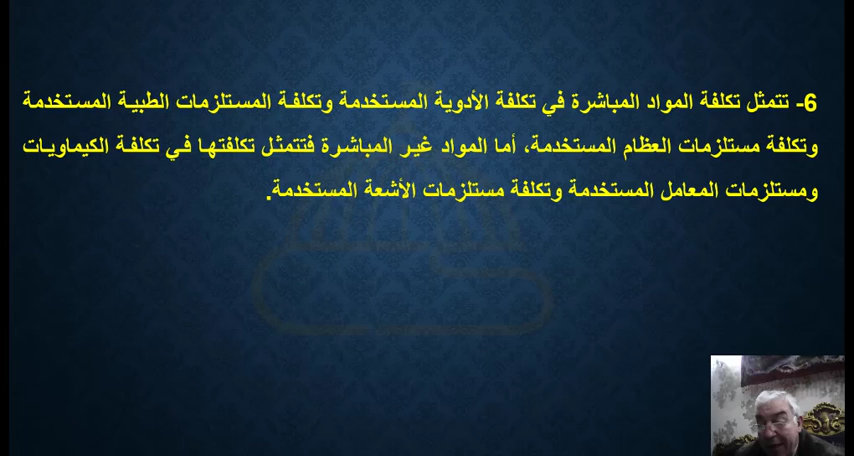 6- تتمثل تكلفة المواد المباشرة في تكلفة الأدوية المستخدمة وتكلفة المستلزمات الطبية المستخدمة
وتكلفة مستلزمات العظام المستخدمة، أما المواد غير المباشرة فتتمثل تكلفتها في تكلفة الكيماويات
ومستلزمات المعامل المستخدمة وتكلفة مستلزمات الأشعة المستخدمة.